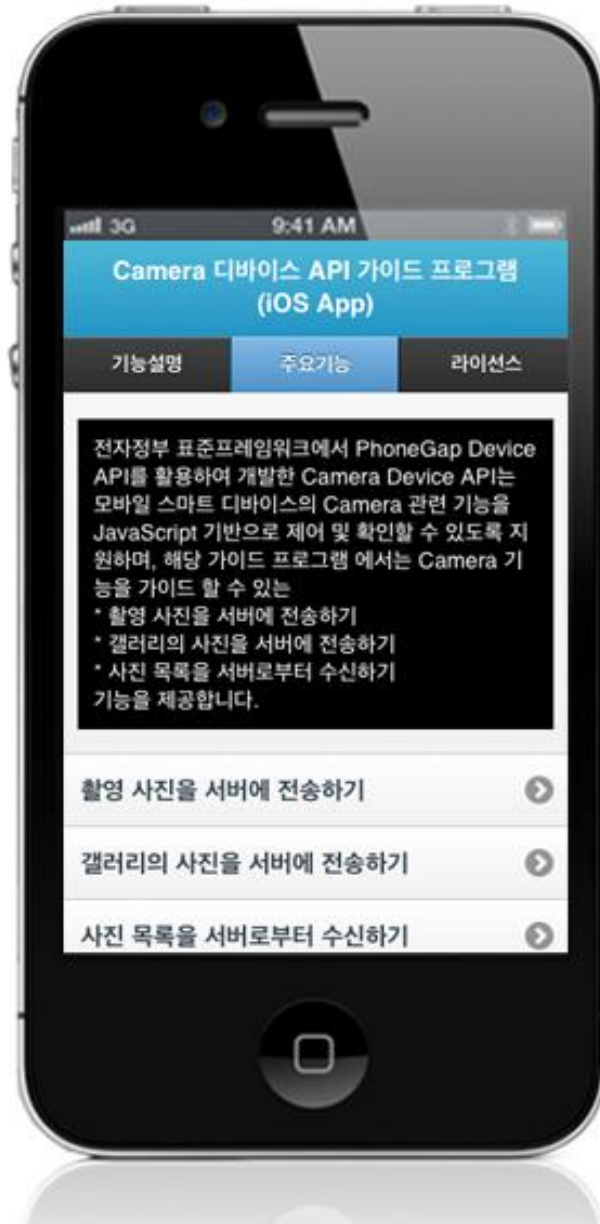 3G 9:41 AM
Camera 디바이스 API 가이드 프로그램
(iOS App)
기능설명 주요기능 라이선스
전자정부 표준프레임워크에서 PhoneGap Device
API를 활용하여 개발한 Camera Device API는
모바일 스마트 디바이스의 Camera 관련 기능을
JavaScript 기반으로 제어 및 확인할 수 있도록 지
원하며, 해당 가이드 프로그램 에서는 Camera 기
능을 가이드 할 수 있는
* 촬영 사진을 서버에 전송하기
* 갤러리의 사진을 서버에 전송하기
* 사진 목록을 서버로부터 수신하기
기능을 제공합니다.
촬영 사진을 서버에 전송하기
갤러리의 사진을 서버에 전송하기
사진 목록을 서버로부터 수신하기